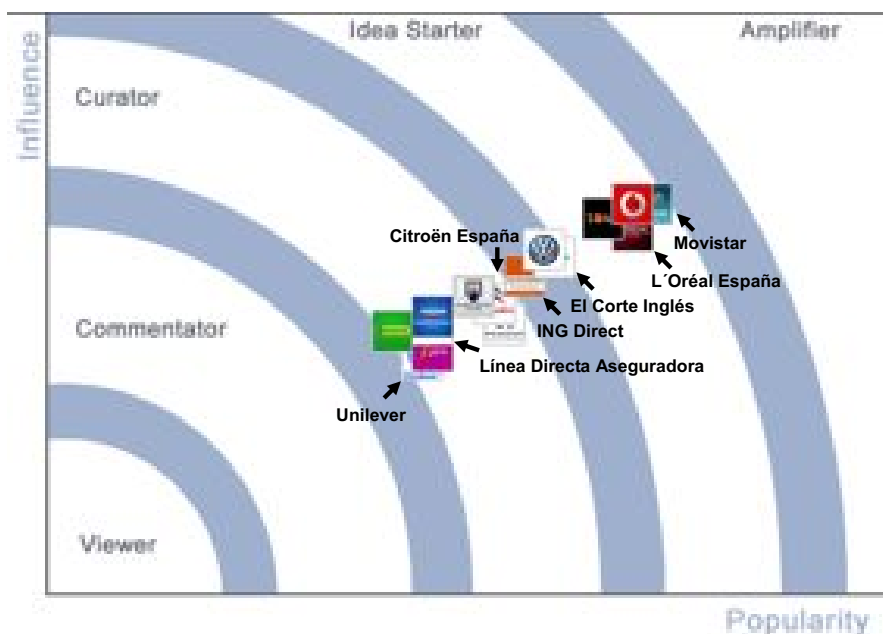 Idea Starter
Amplifier
Influence
Curator
Citroën España
Movistar
L´Oréal España
El Corte Inglés
Commentator
ING Direct
Línea Directa Aseguradora
Unilever
Viewer
Popularity